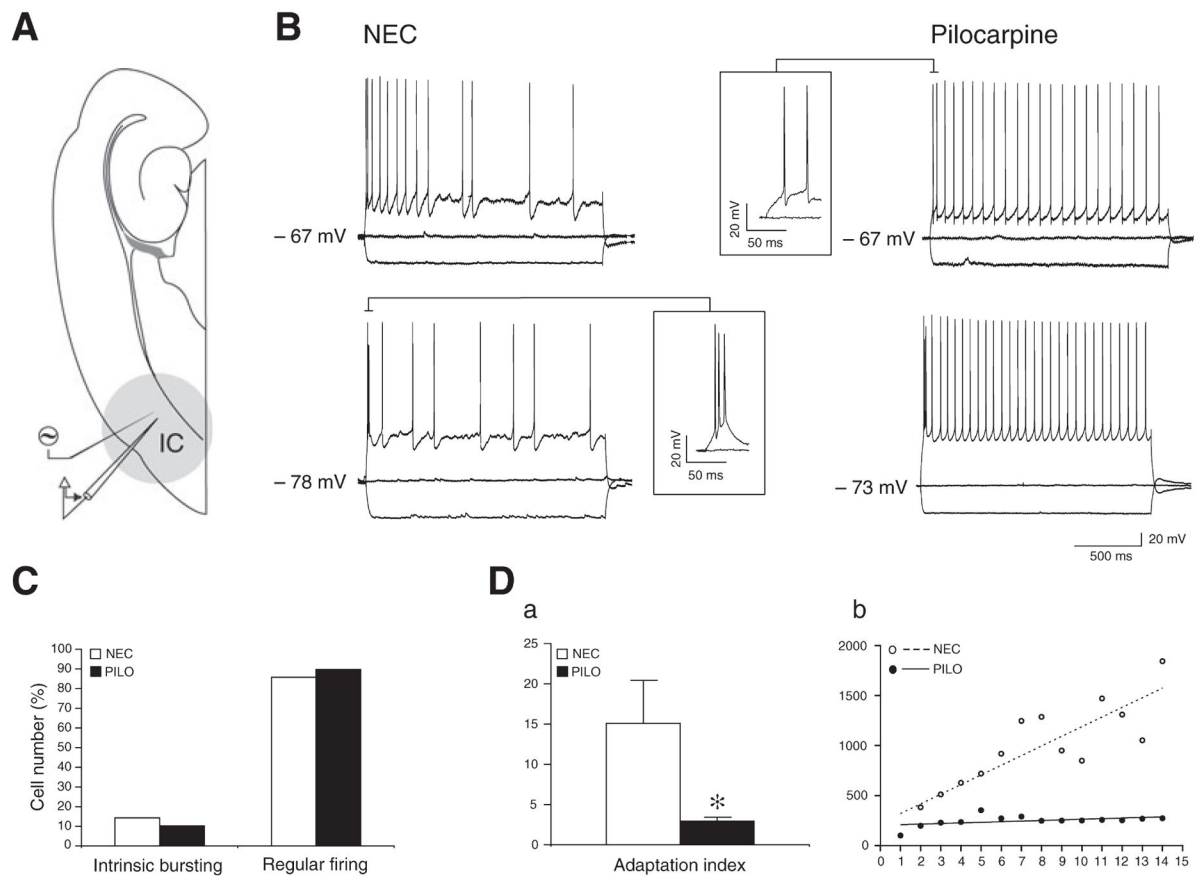 A
B
NEC
Pilocarpine
– 67 mV
20 mV
50 ms
– 67 mV
– 78 mV
20 mV
50 ms
– 73 mV
20 mV
500 ms
IC
C
NEC
PILO
Cell number (%)
100
90
80
70
60
50
40
30
20
10
0
Intrinsic bursting
Regular firing
D
a
NEC
PILO
25
20
15
10
5
0
*
Adaptation index
b
NEC
PILO
2000
1500
1000
500
0
0 1 2 3 4 5 6 7 8 9 10 11 12 13 14 15